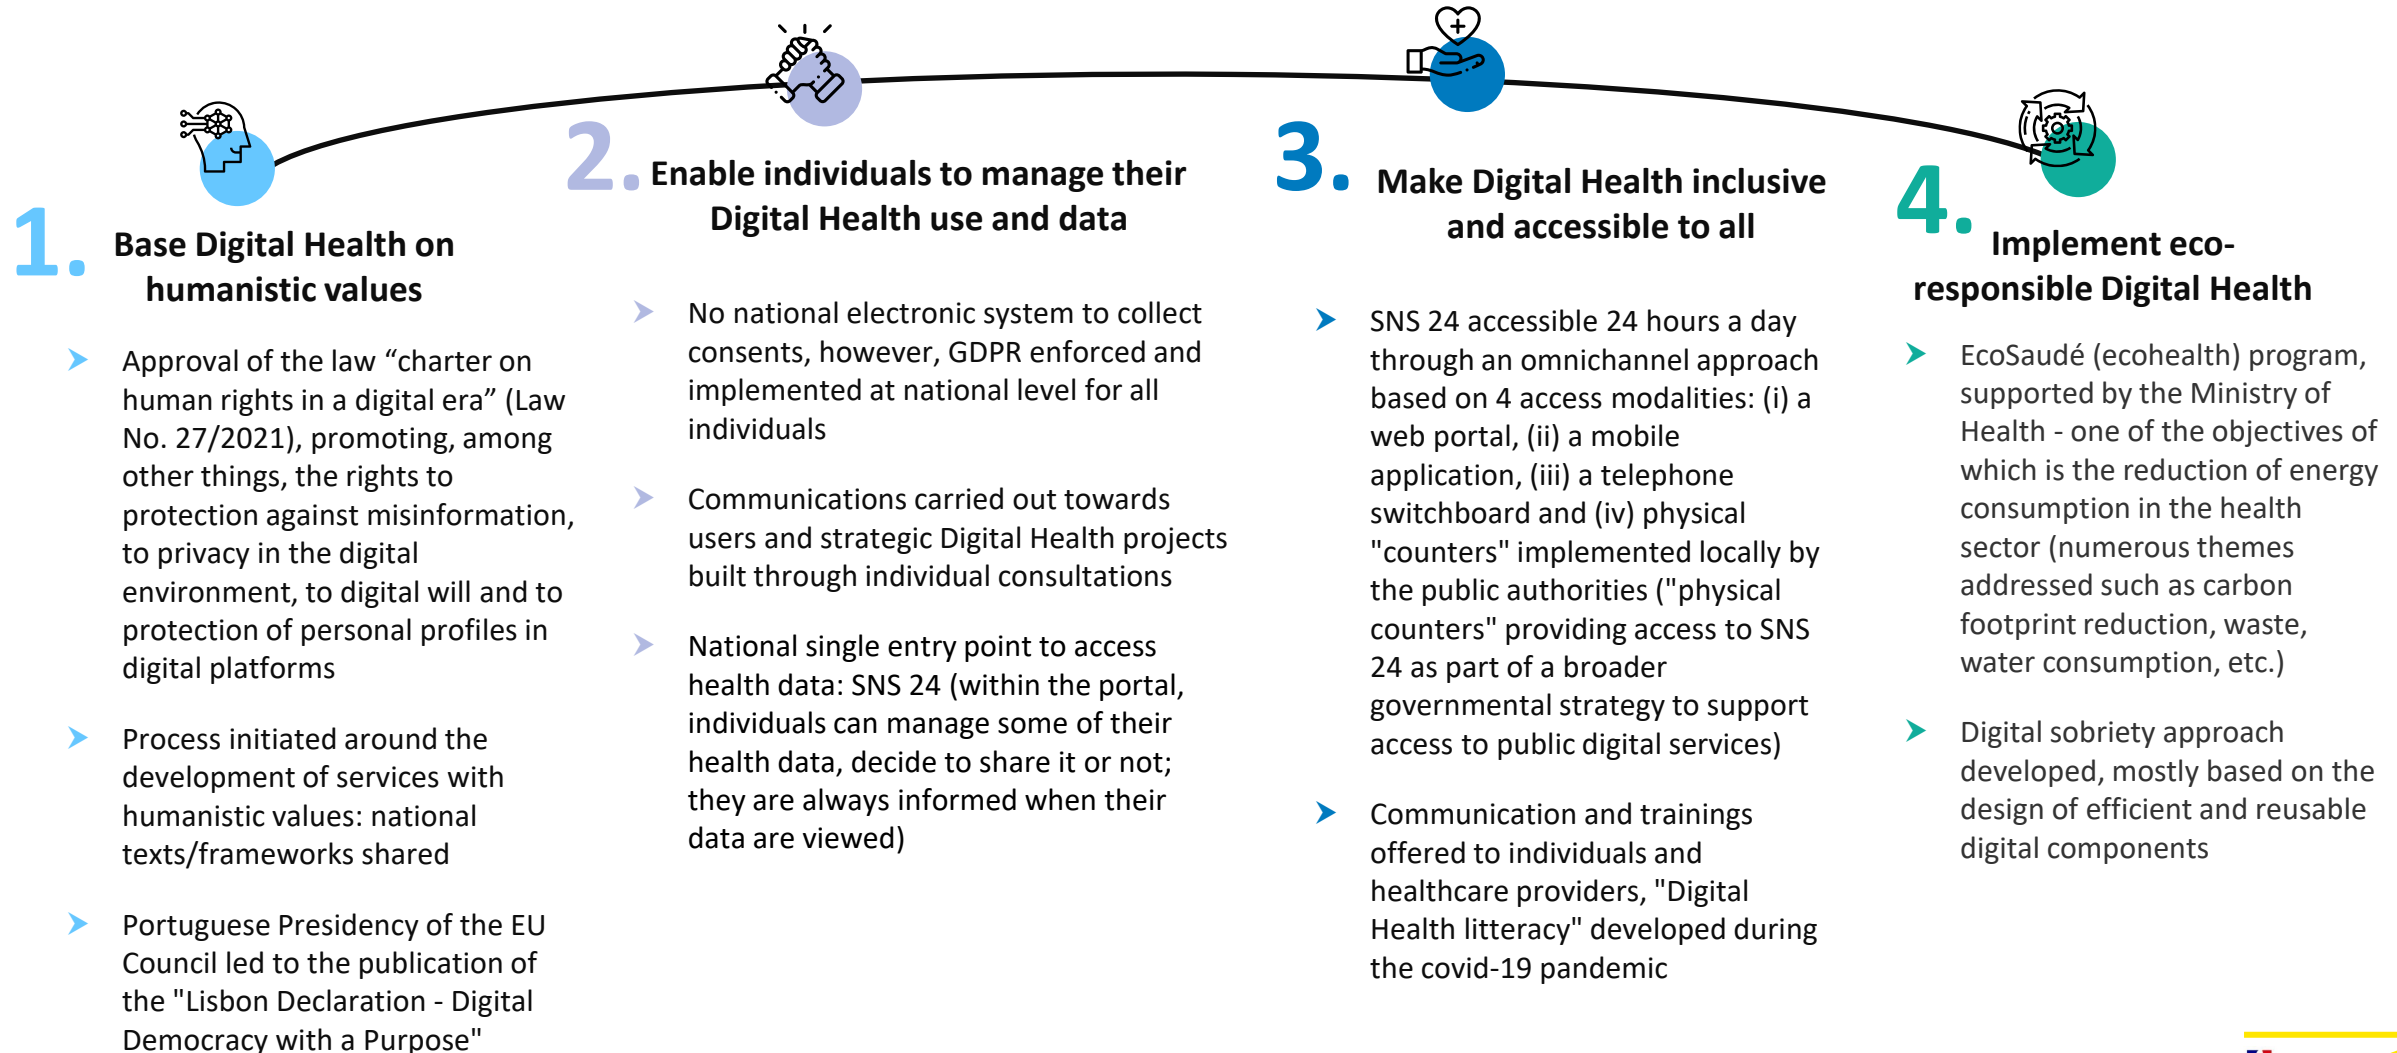 1.
Base Digital Health on
humanistic values
Approval of the law “charter on
human rights in a digital era” (Law
No. 27/2021), promoting, among
other things, the rights to
protection against misinformation,
to privacy in the digital
environment, to digital will and to
protection of personal profiles in
digital platforms
Process initiated around the
development of services with
humanistic values: national
texts/frameworks shared
Portuguese Presidency of the EU
Council led to the publication of
the "Lisbon Declaration - Digital
Democracy with a Purpose"
2.
Enable individuals to manage their
Digital Health use and data
No national electronic system to collect
consents, however, GDPR enforced and
implemented at national level for all
individuals
Communications carried out towards
users and strategic Digital Health projects
built through individual consultations
National single entry point to access
health data: SNS 24 (within the portal,
individuals can manage some of their
health data, decide to share it or not;
they are always informed when their
data are viewed)
3.
Make Digital Health inclusive
and accessible to all
SNS 24 accessible 24 hours a day
through an omnichannel approach
based on 4 access modalities: (i) a
web portal, (ii) a mobile
application, (iii) a telephone
switchboard and (iv) physical
"counters" implemented locally by
the public authorities ("physical
counters" providing access to SNS
24 as part of a broader
governmental strategy to support
access to public digital services)
Communication and trainings
offered to individuals and
healthcare providers, "Digital
Health litteracy" developed during
the covid-19 pandemic
4.
Implement eco-
responsible Digital Health
EcoSaudé (ecohealth) program,
supported by the Ministry of
Health - one of the objectives of
which is the reduction of energy
consumption in the health
sector (numerous themes
addressed such as carbon
footprint reduction, waste,
water consumption, etc.)
Digital sobriety approach
developed, mostly based on the
design of efficient and reusable
digital components